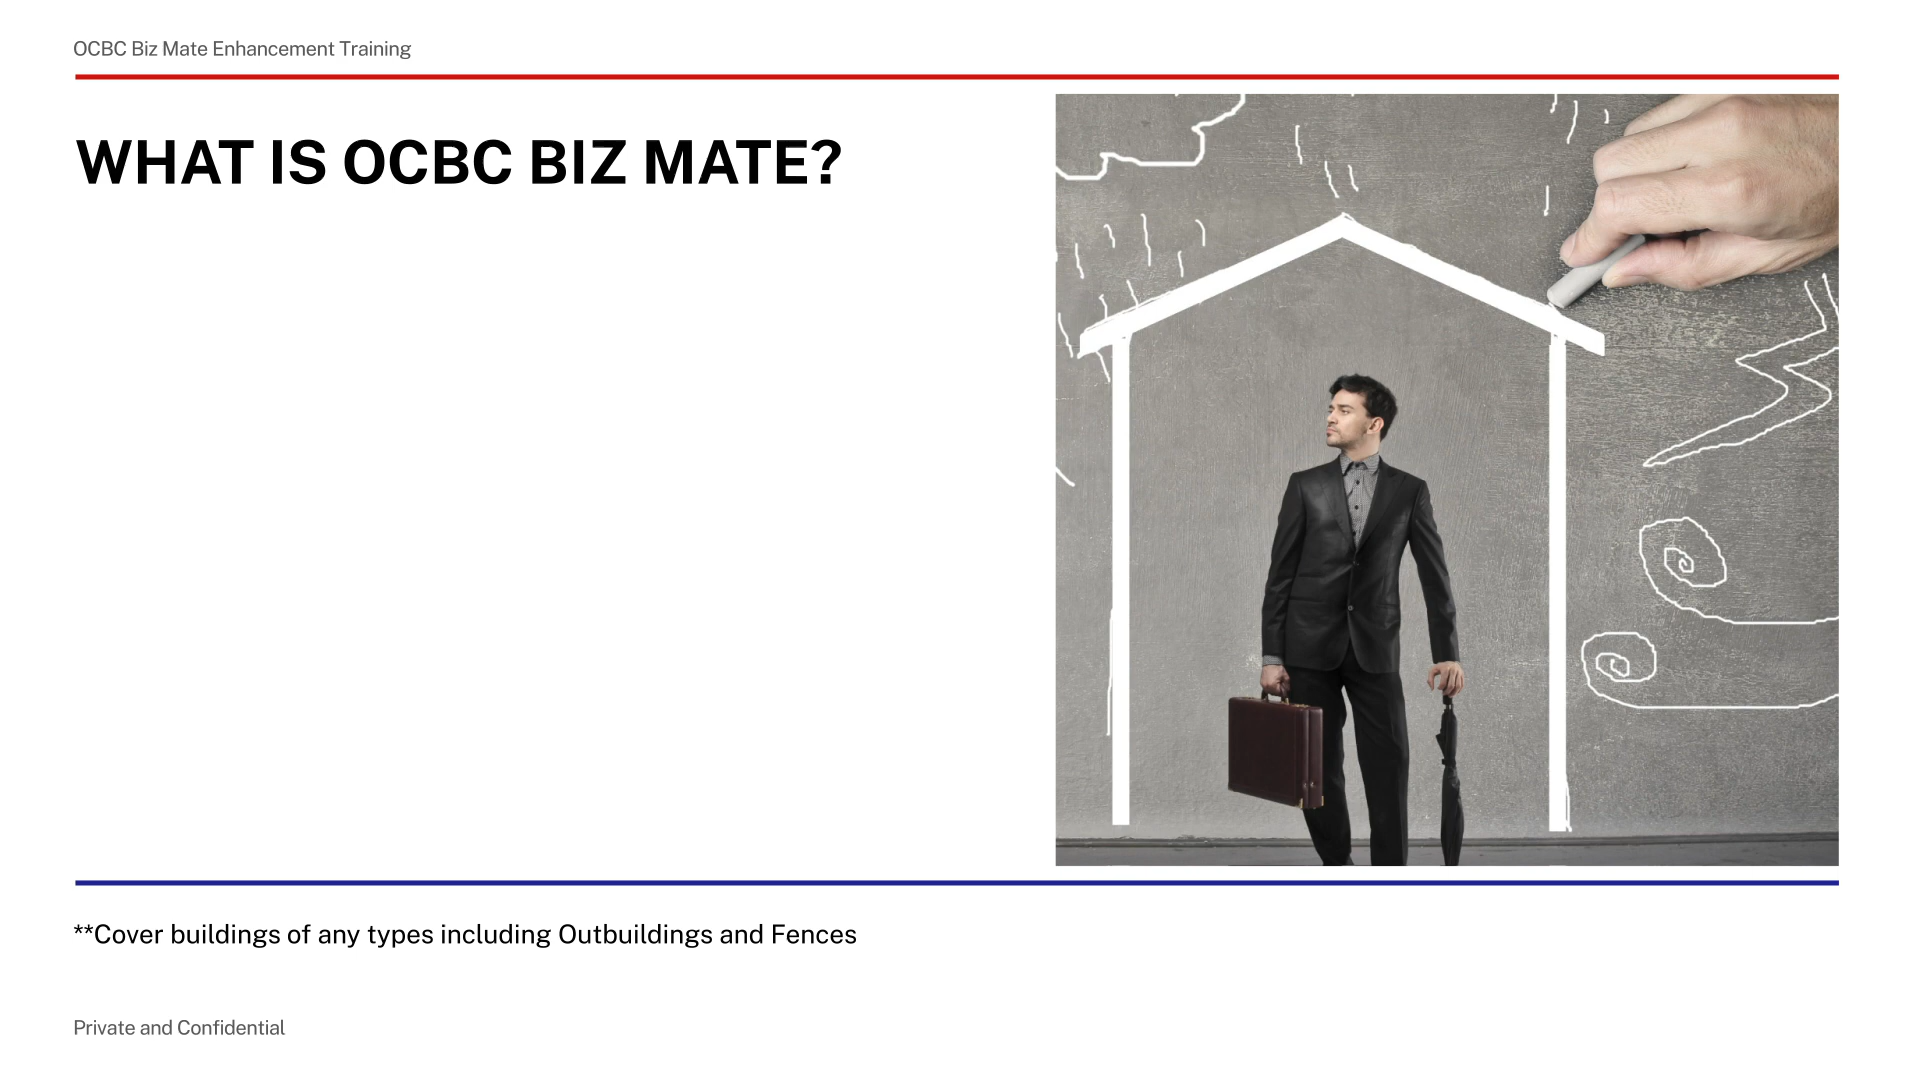 OCBC Biz Mate Enhancement Training
WHAT IS OCBC BIZ MATE?
**Cover buildings of any types including Outbuildings and Fences
Private and Confidential